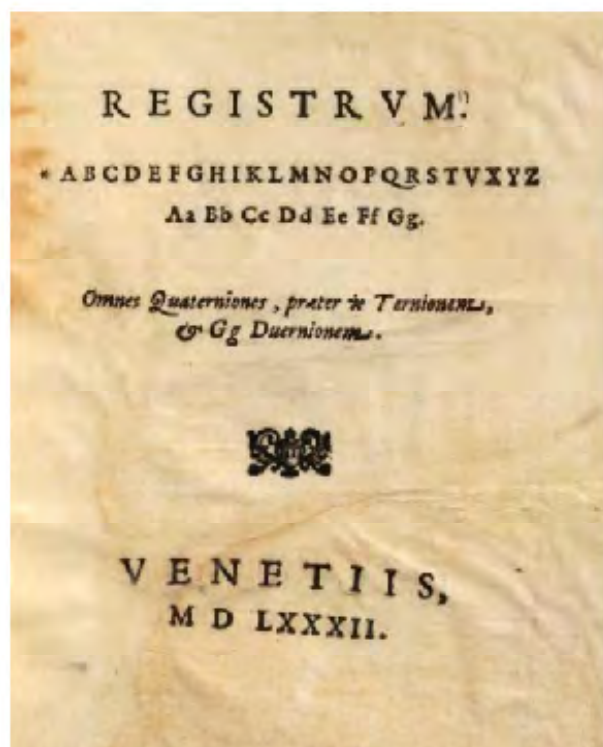 REGISTRVM.
* ABCDEFGHIKLMNOPQRSTVXYZ
Aa Bb Cc Dd Ee Ff Gg.
Omnes Quaterniones, præter * Ternionem,
& Gg Duernionem.
VENETIIS,
M D LXXXII.